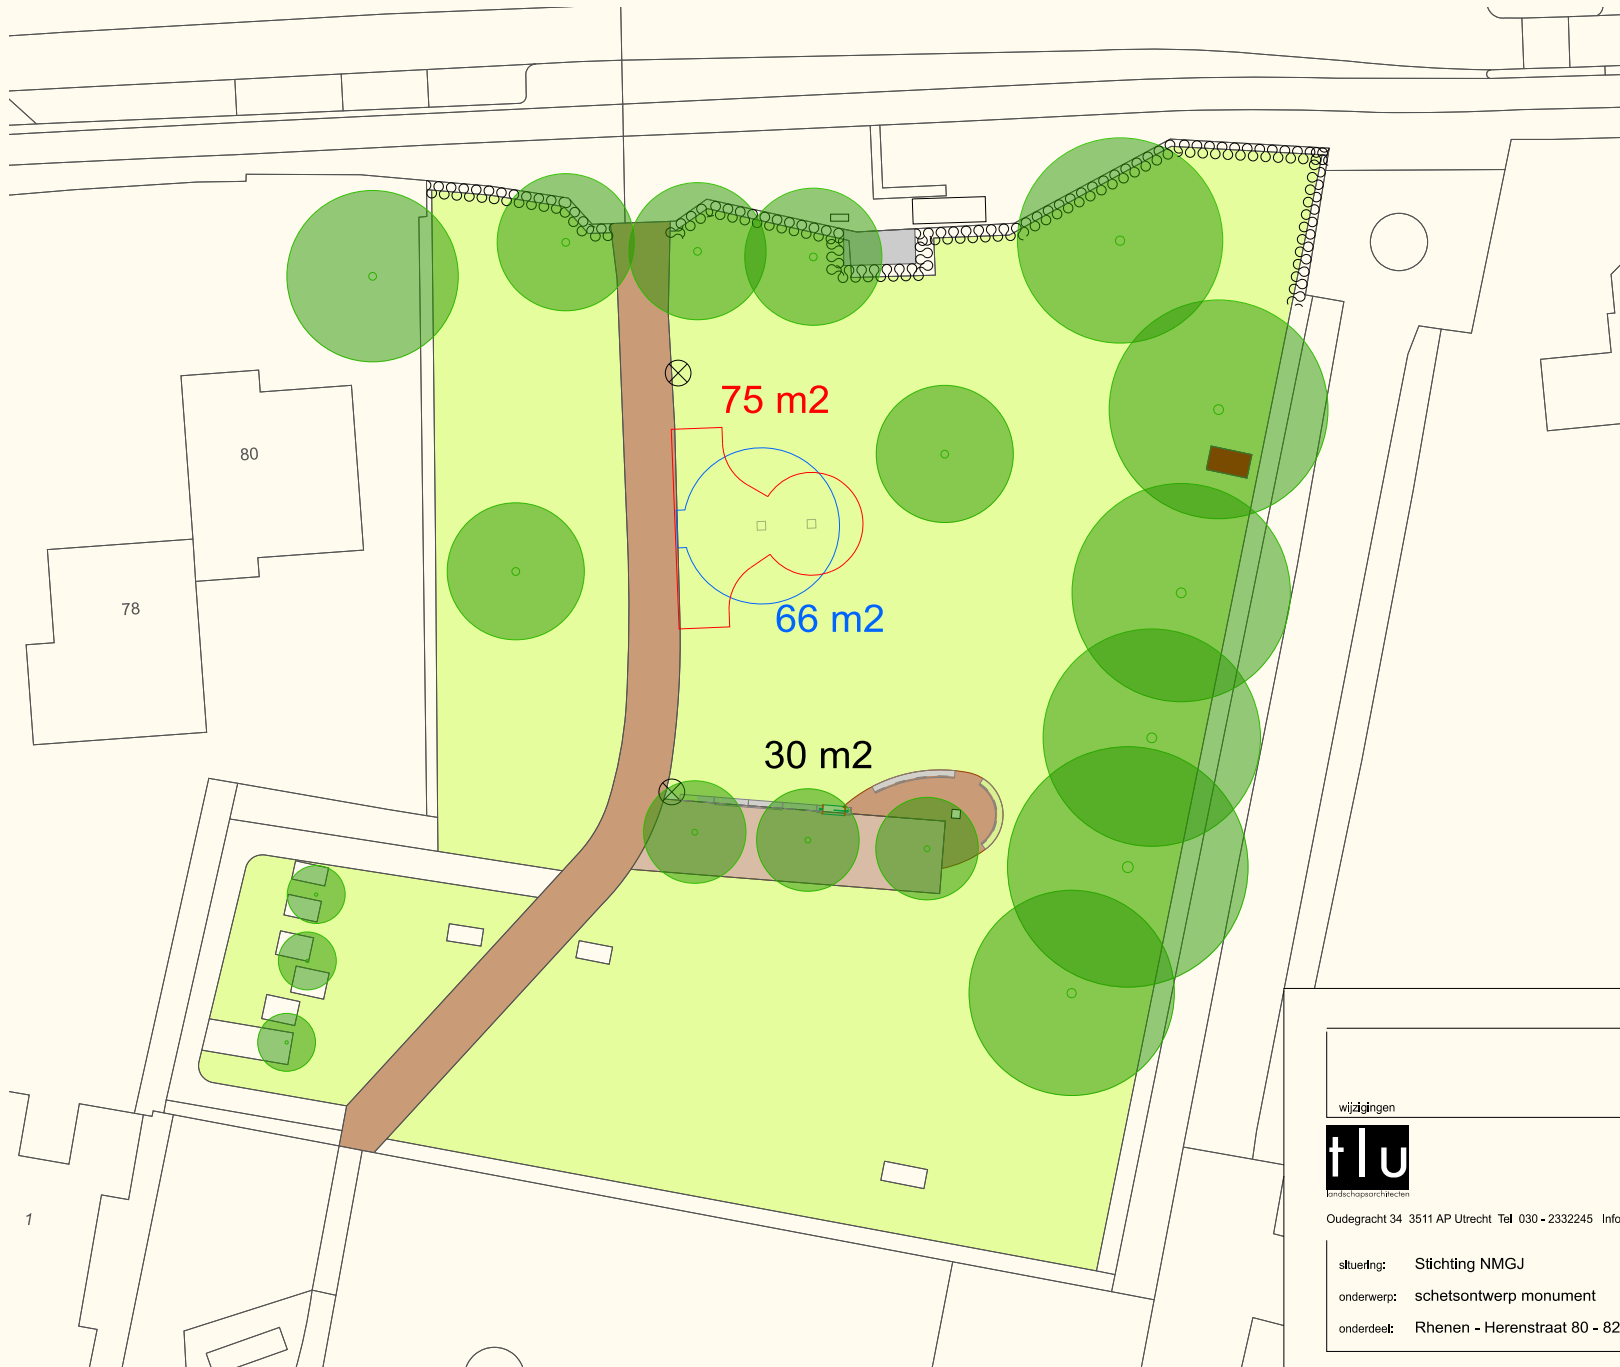 75 m2
80
78
66 m2
30 m2
1
wijzigingen
tlu
landschapsarchitecten
Oudegracht 34 3511 AP Utrecht Tel 030 - 2332245 Info
situering: Stichting NMGJ
onderwerp: schetsontwerp monument
onderdeel: Rhenen - Herenstraat 80 - 82